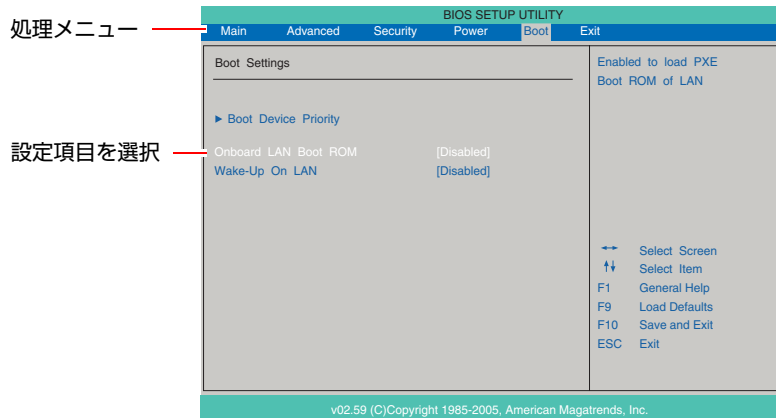 BIOS SETUP UTILITY
処理メニュー
Main Advanced Security Power Boot Exit
Boot Settings
Enabled to load PXE
Boot ROM of LAN
▶ Boot Device Priority
設定項目を選択
Onboard LAN Boot ROM [Disabled]
Wake-Up On LAN [Disabled]
↔ Select Screen
↑↓ Select Item
F1 General Help
F9 Load Defaults
F10 Save and Exit
ESC Exit
v02.59 (C)Copyright 1985-2005, American Magatrends, Inc.